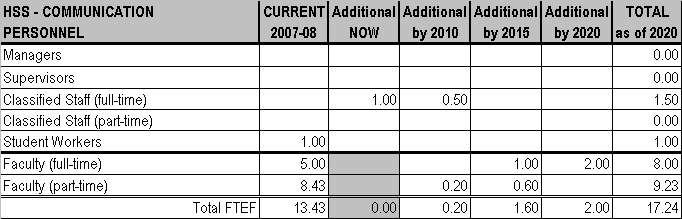 HSS - COMMUNICATION CURRENT Additional Additional Additional Additional TOTAL
PERSONNEL 2007-08 NOW by 2010 by 2015 by 2020 as of 2020
Managers 0.00
Supervisors 0.00
Classified Staff (full-time) 1.00 0.50 1.50
Classified Staff (part-time) 0.00
Student Workers 1.00 1.00
Faculty (full-time) 5.00 1.00 2.00 8.00
Faculty (part-time) 8.43 0.20 0.60 9.23
Total FTEF 13.43 0.00 0.20 1.60 2.00 17.24